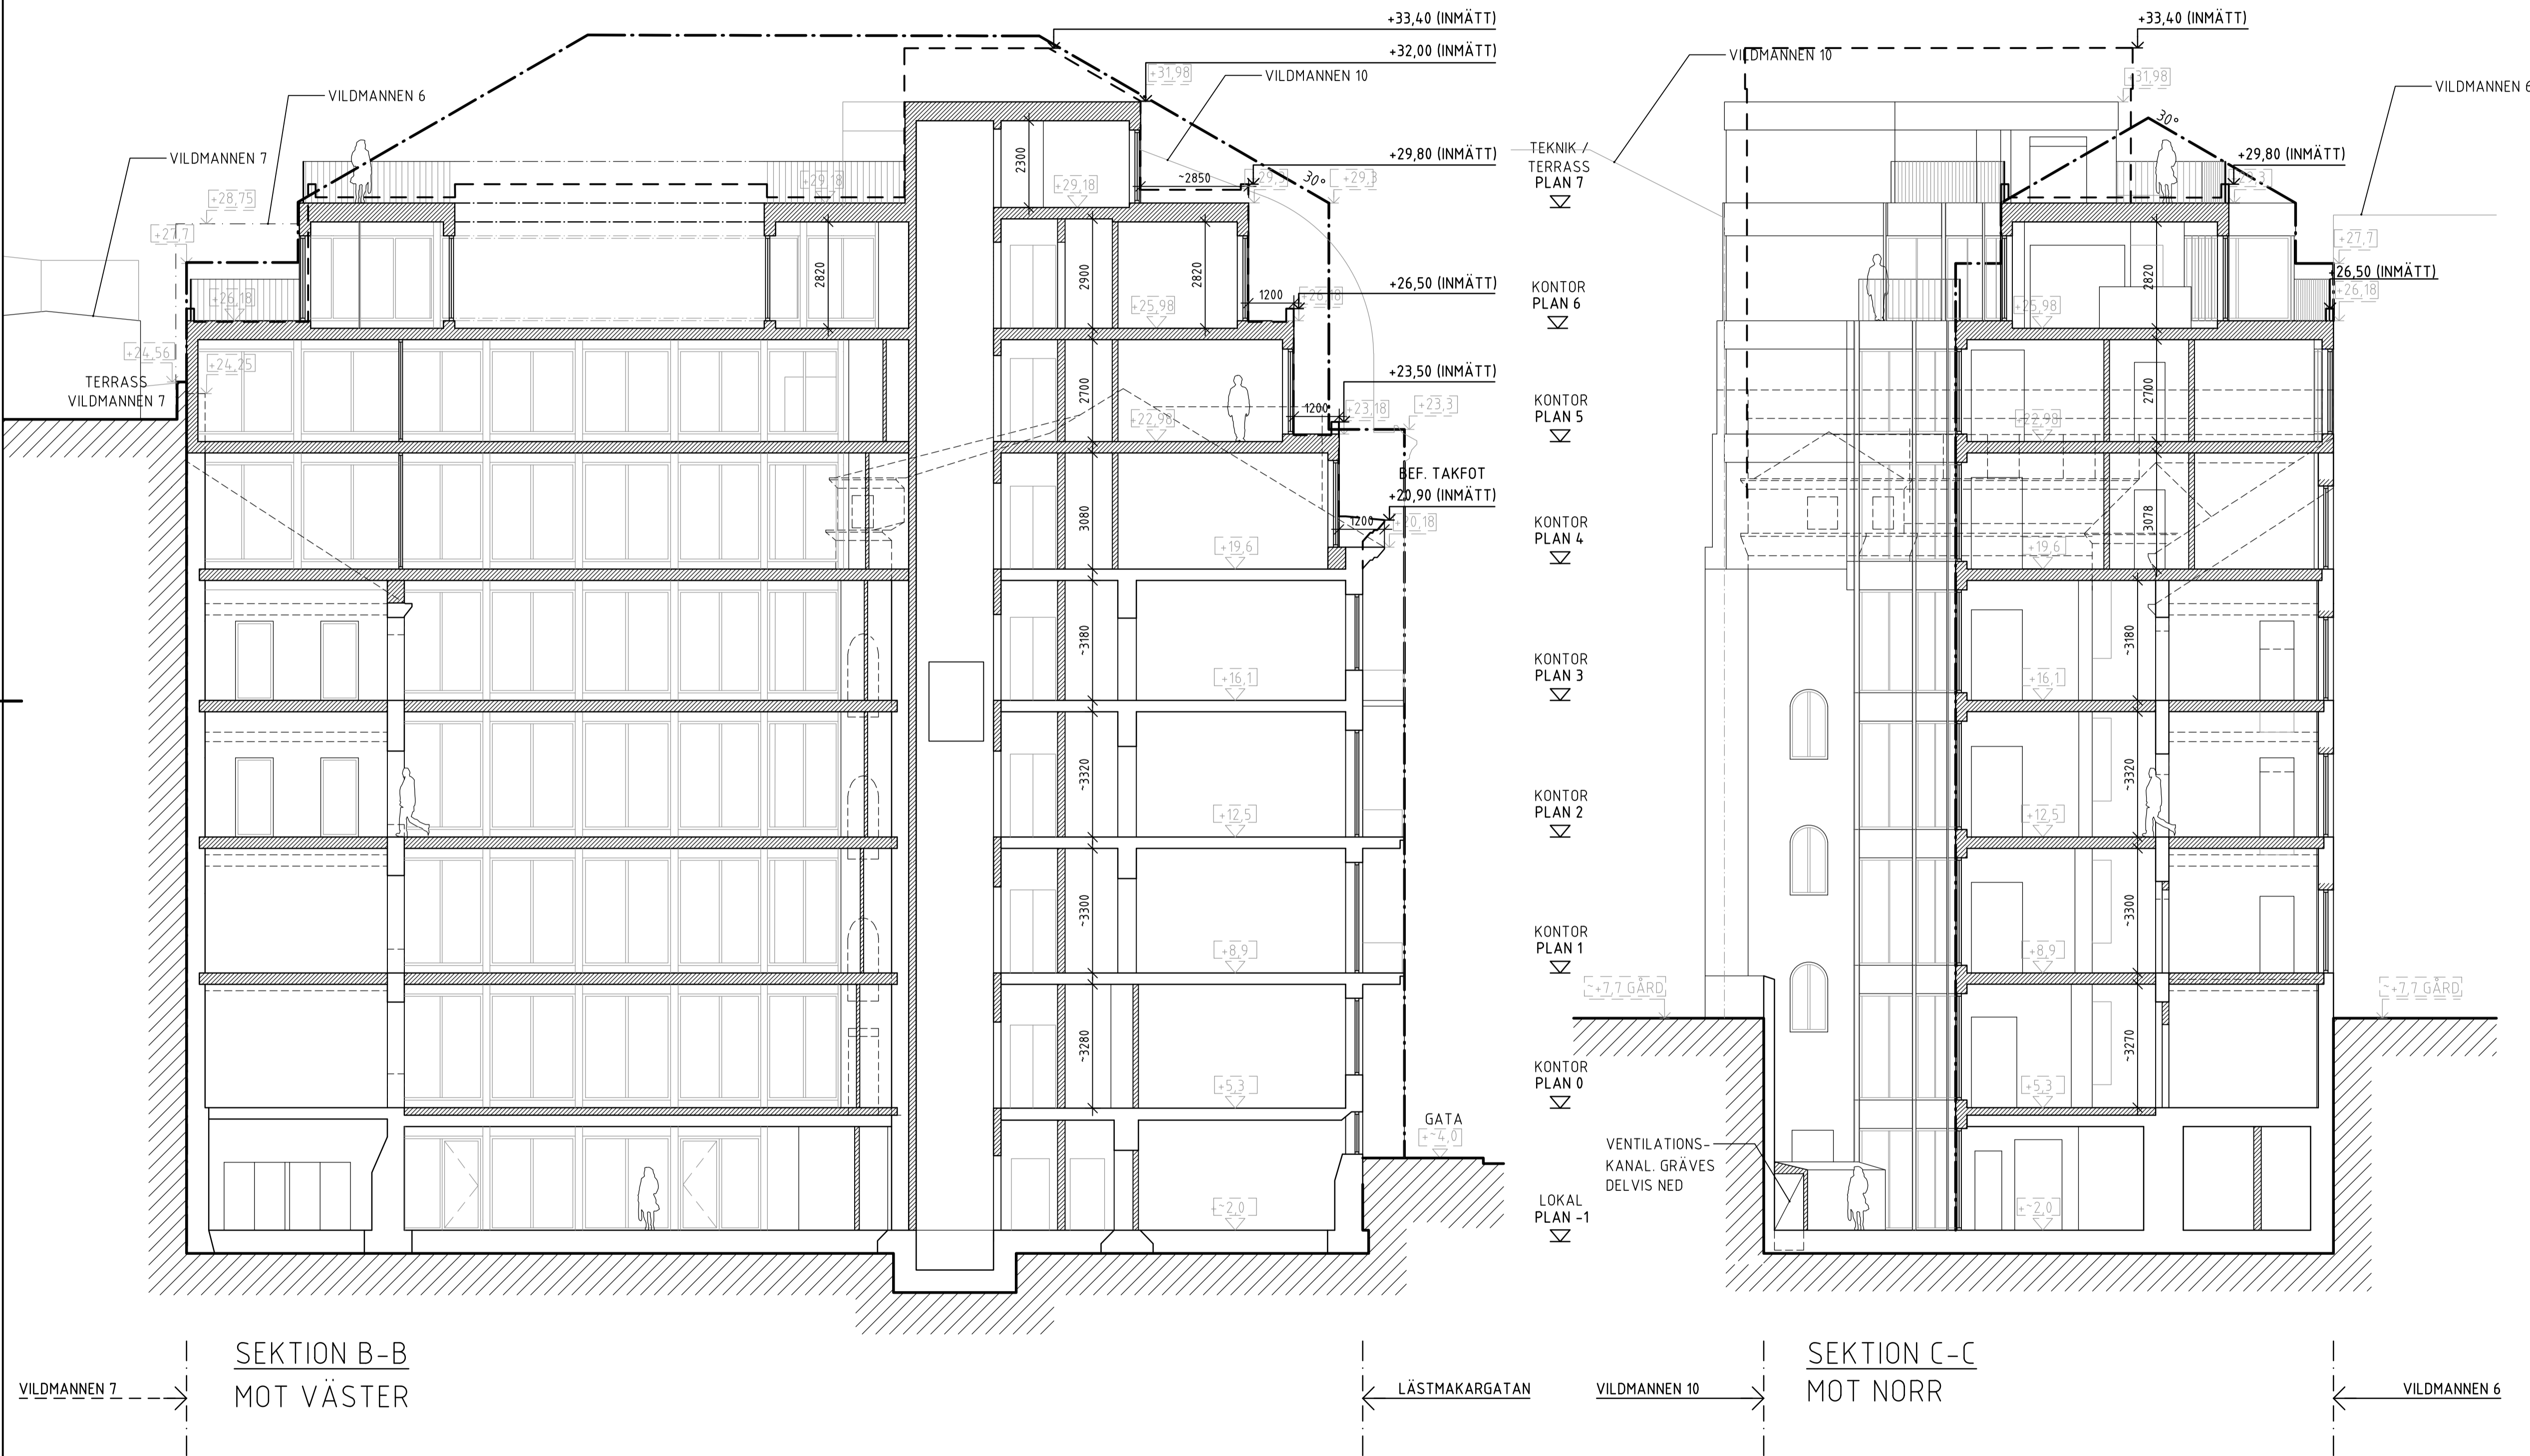 +33,40 (INMÄTT)
+32,00 (INMÄTT)
+31,98
VILDMANNEN 10
VILDMANNEN 6
VILDMANNEN 7
+29,80 (INMÄTT)
30°
~2850
2300
+29,18
+29,18
+29,3
+28,75
+27,7
2820
2900
2820
+26,50 (INMÄTT)
1200
+26,18
+25,98
+26,18
+24,56
+24,25
TERRASS
VILDMANNEN 7
2700
+23,50 (INMÄTT)
1200
+23,18
+23,3
+22,98
BEF. TAKFOT
+20,90 (INMÄTT)
1200
+20,18
3080
+19,6
~3180
+16,1
~3320
+12,5
~3300
+8,9
~3280
+5,3
GATA
+~4,0
+~2,0
SEKTION B-B
MOT VÄSTER
VILDMANNEN 7
LÄSTMAKARGATAN
TEKNIK /
TERRASS
PLAN 7
KONTOR
PLAN 6
KONTOR
PLAN 5
KONTOR
PLAN 4
KONTOR
PLAN 3
KONTOR
PLAN 2
KONTOR
PLAN 1
KONTOR
PLAN 0
LOKAL
PLAN -1
+33,40 (INMÄTT)
VILDMANNEN 10
+31,98
VILDMANNEN 6
30°
+29,80 (INMÄTT)
+27,7
+26,50 (INMÄTT)
+26,18
2820
+25,98
2700
+22,98
3078
+19,6
~3180
+16,1
~3320
+12,5
~3300
+8,9
~+7,7 GÅRD
~+7,7 GÅRD
~3270
+5,3
VENTILATIONS-
KANAL. GRÄVES
DELVIS NED
+~2,0
SEKTION C-C
MOT NORR
VILDMANNEN 10
VILDMANNEN 6